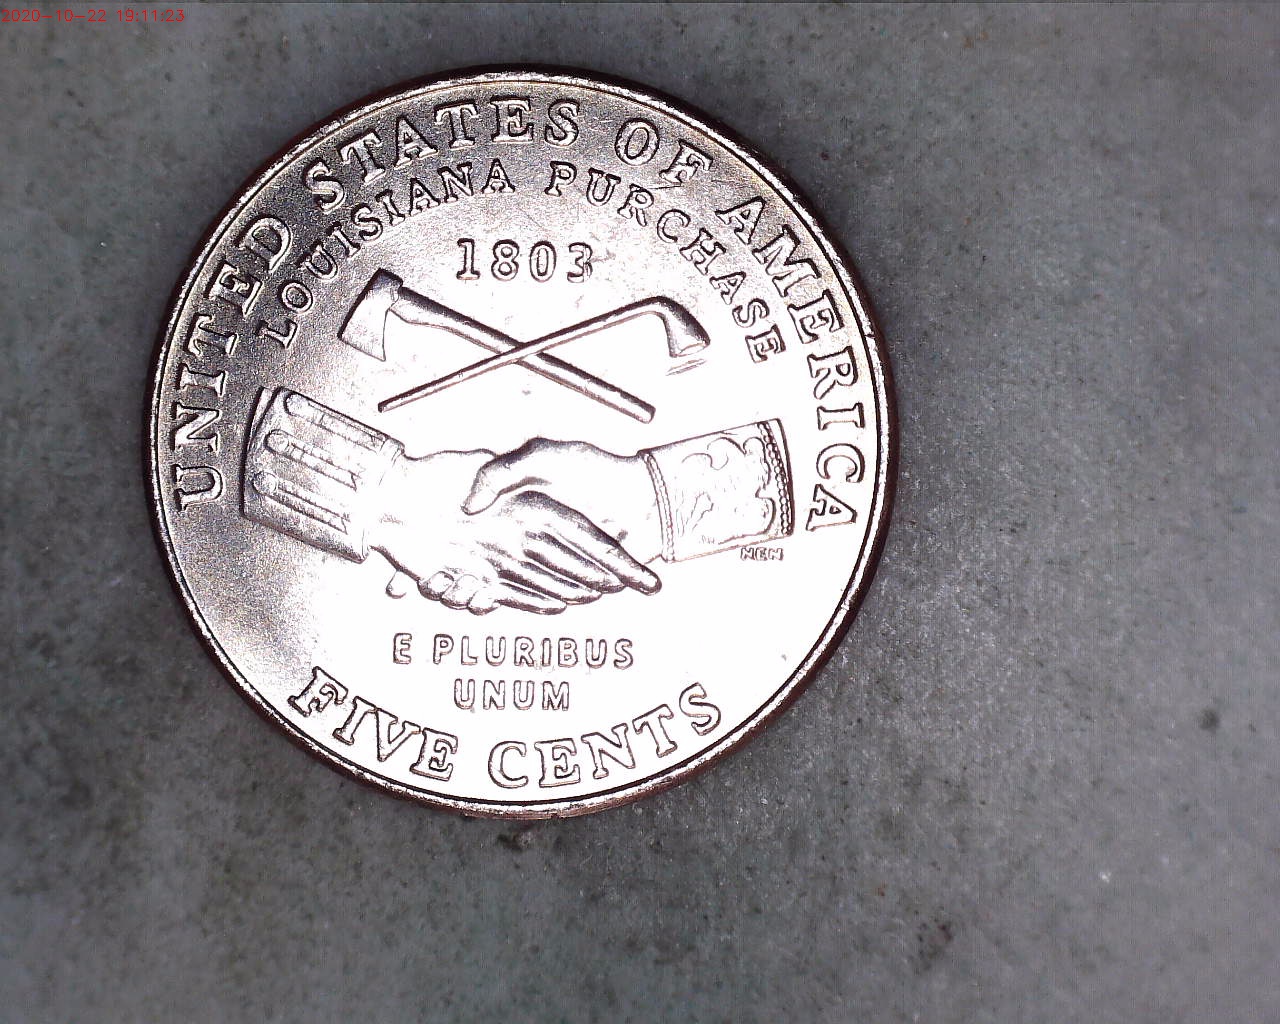 2020-10-22 19:11:23
UNITED STATES OF AMERICA
LOUISIANA PURCHASE
1803
NEN
E PLURIBUS
UNUM
FIVE CENTS